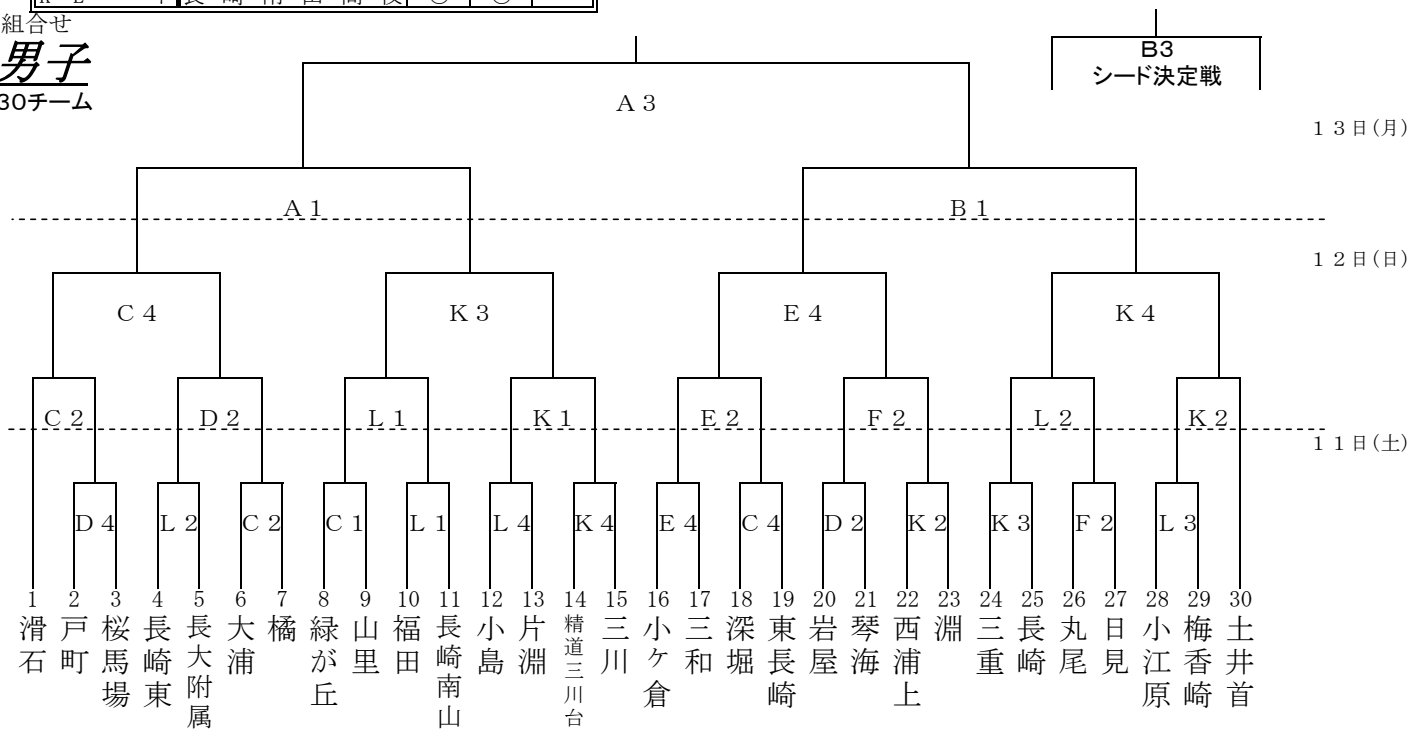 組合せ
男子
30チーム
B3
シード決定戦
A3
13日(月)
A1
B1
12日(日)
C4
K3
E4
K4
C2
D2
L1
K1
E2
F2
L2
K2
11日(土)
D4
L2
C2
C1
L1
L4
K4
E4
C4
D2
K2
K3
F2
L3
1 滑石
2 戸町
3 桜馬場
4 長崎東
5 長大附属
6 大浦
7 橘
8 緑が丘
9 山里
10 福田
11 長崎南山
12 小島
13 片淵
14 精道三川台
15 三川
16 小ケ倉
17 三和
18 深堀
19 東長崎
20 岩屋
21 琴海
22 西浦上
23 淵
24 三重
25 長崎
26 丸尾
27 日見
28 小江原
29 梅香崎
30 土井首